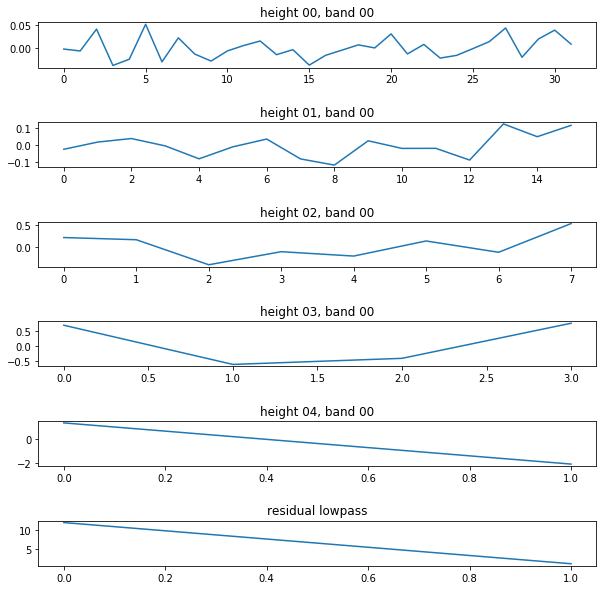 height 00, band 00
0.05
0.00
0 5 10 15 20 25 30
height 01, band 00
0.1
0.0
−0.1
0 2 4 6 8 10 12 14
height 02, band 00
0.5
0.0
0 1 2 3 4 5 6 7
height 03, band 00
0.5
0.0
−0.5
0.0 0.5 1.0 1.5 2.0 2.5 3.0
height 04, band 00
0
−2
0.0 0.2 0.4 0.6 0.8 1.0
residual lowpass
10
5
0.0 0.2 0.4 0.6 0.8 1.0